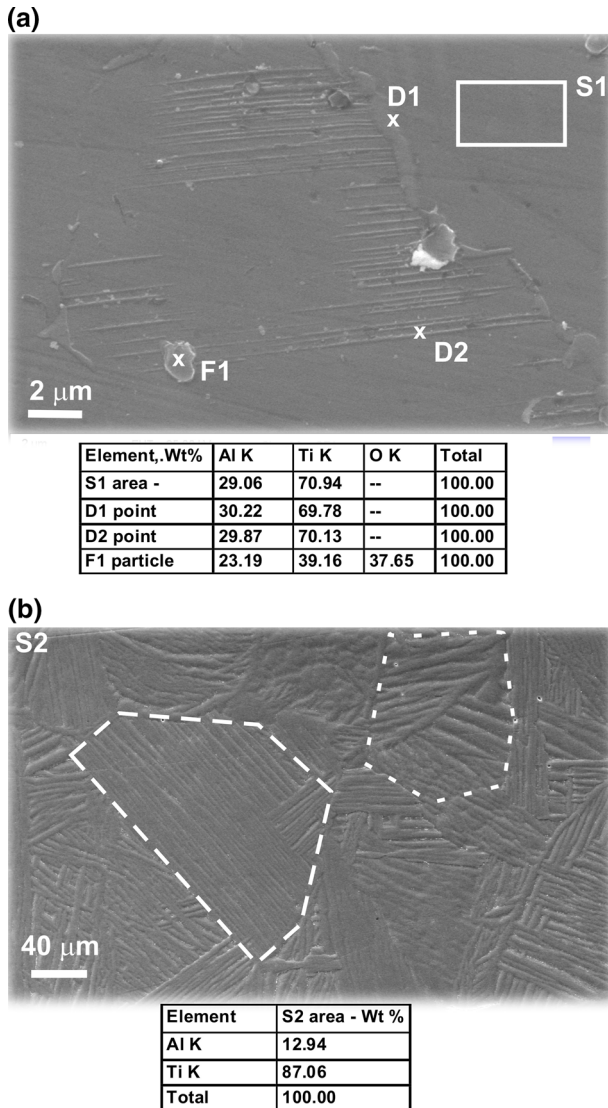 (a)
D1
x
S1
x
D2
x
F1
2 μm
Element,.Wt% Al K Ti K O K Total
S1 area - 29.06 70.94 -- 100.00
D1 point 30.22 69.78 -- 100.00
D2 point 29.87 70.13 -- 100.00
F1 particle 23.19 39.16 37.65 100.00
(b)
S2
40 μm
Element S2 area - Wt %
Al K 12.94
Ti K 87.06
Total 100.00